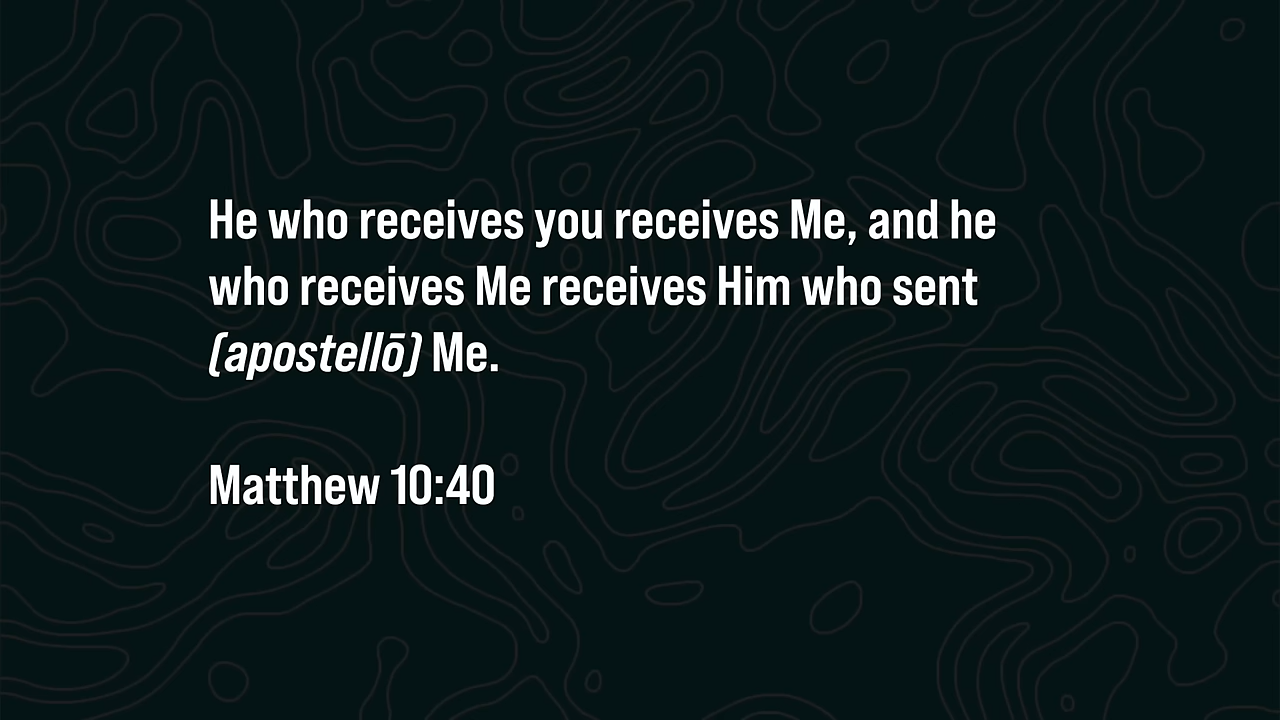 He who receives you receives Me, and he
who receives Me receives Him who sent
(apostellō) Me.
Matthew 10:40